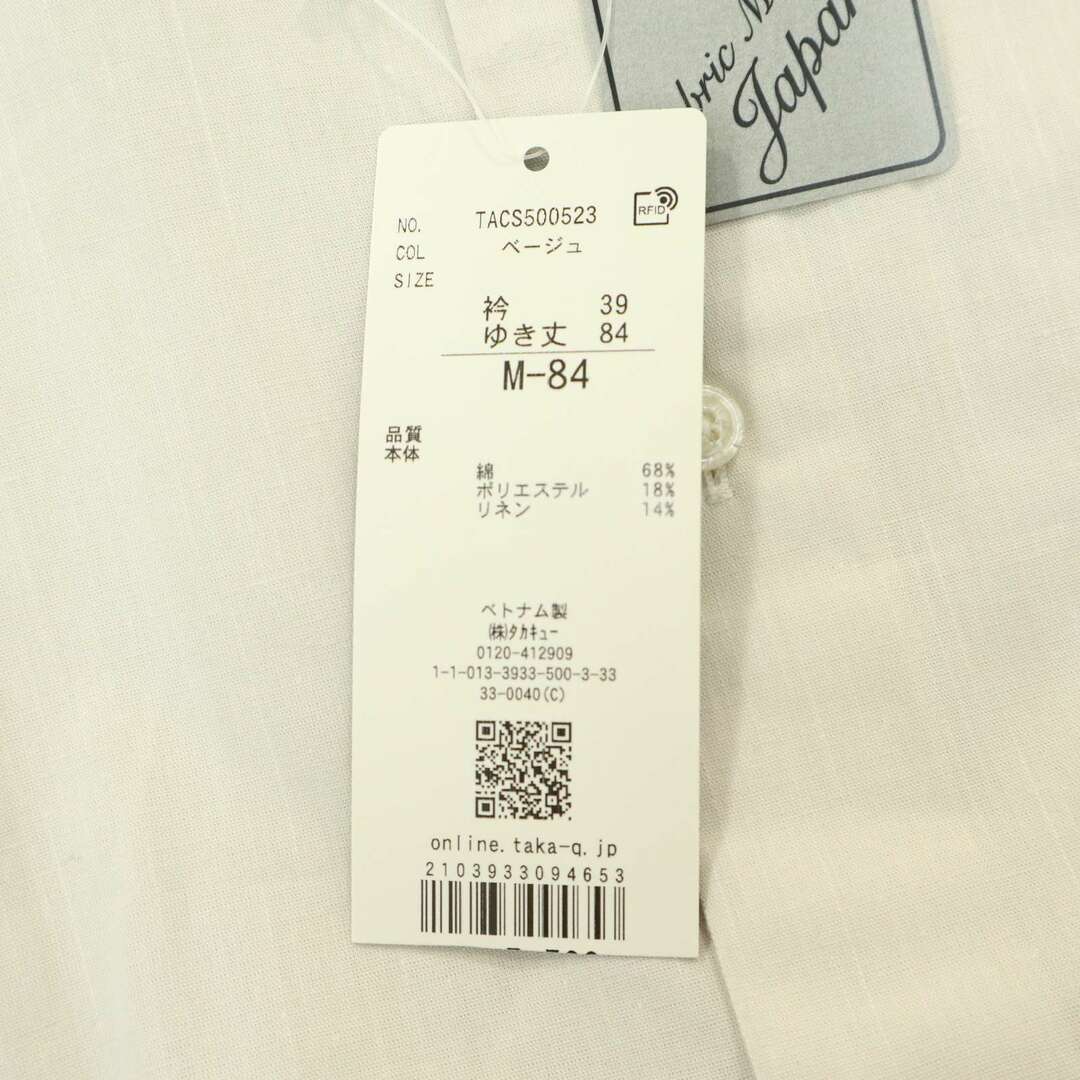 Japan
NO. TACS500523 RFID
COL ベージュ
SIZE
衿 39
ゆき丈 84
M-84
品質
本体
綿 68%
ポリエステル 18%
リネン 14%
ベトナム製
㈱タカキュー
0120-412909
1-1-013-3933-500-3-33
33-0040(C)
online.taka-q.jp
2103933094653